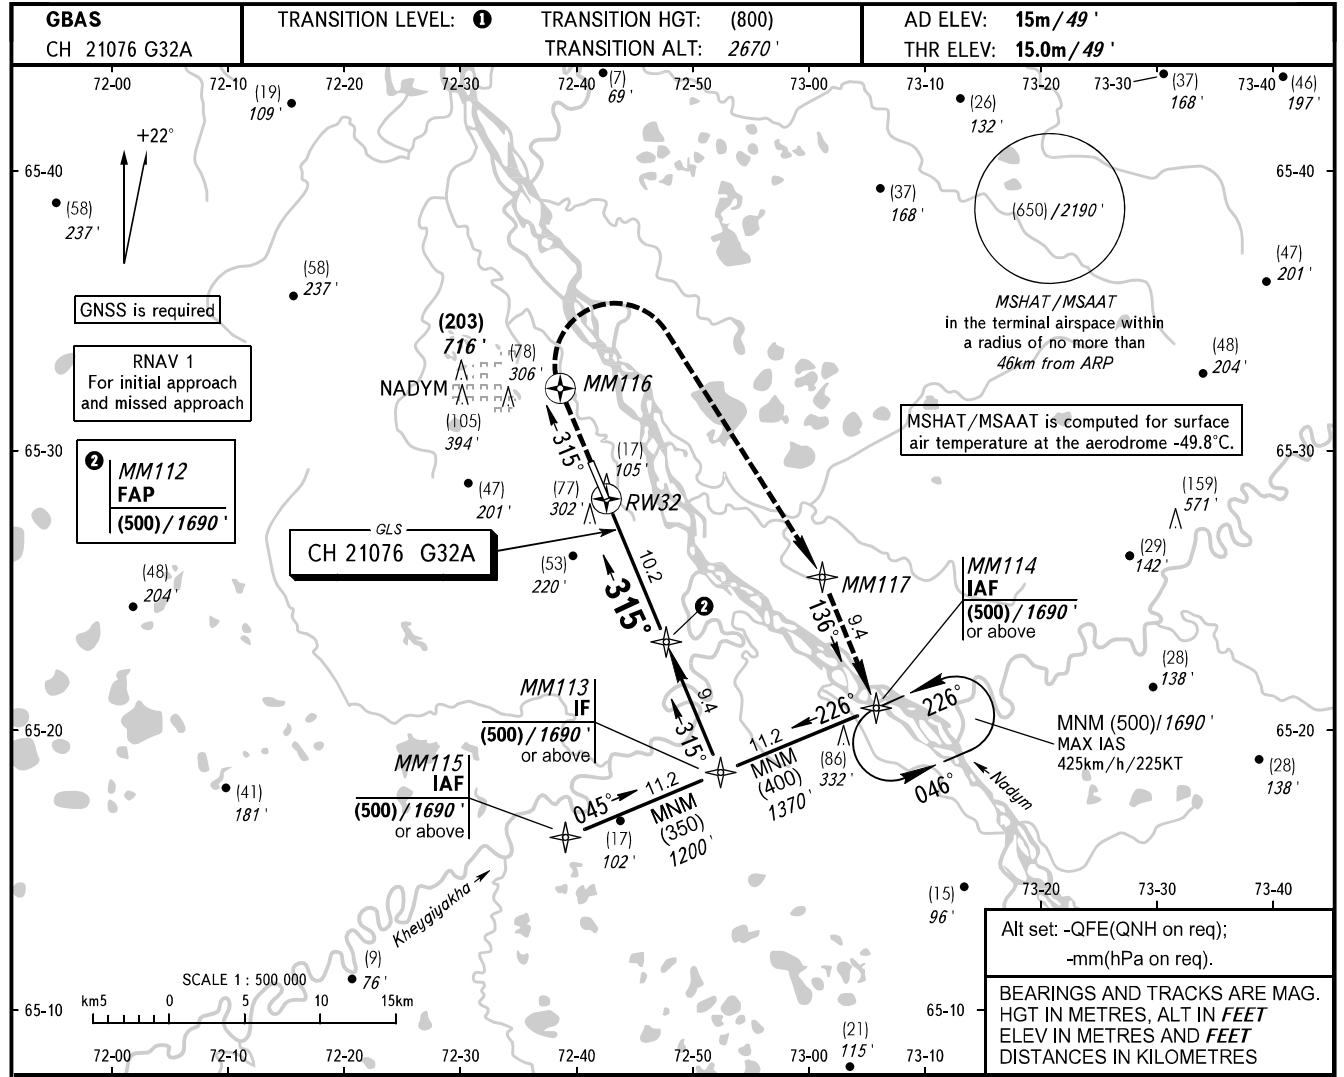 GBAS
CH 21076 G32A
TRANSITION LEVEL: ❶
TRANSITION HGT: (800)
TRANSITION ALT: 2670 '
AD ELEV: 15m / 49 '
THR ELEV: 15.0m / 49 '
72-00
72-10
72-20
72-30
72-40
72-50
73-00
73-10
73-20
73-30
73-40
(19)
109 '
(7)
69 '
(26)
132 '
(37)
168 '
(46)
197 '
+22°
65-40
65-40
(58)
237 '
(37)
168 '
(650) / 2190 '
(47)
201 '
(58)
237 '
GNSS is required
MSHAT / MSAAT
in the terminal airspace within
a radius of no more than
46km from ARP
RNAV 1
For initial approach
and missed approach
(203)
716 '
(78)
306 '
NADYM
(105)
394 '
MM116
(48)
204 '
MSHAT/MSAAT is computed for surface
air temperature at the aerodrome -49.8°C.
315°
65-30
65-30
❷
MM112
FAP
(500) / 1690 '
(17)
105 '
(47)
201 '
(77)
302 '
RW32
(159)
571 '
GLS
CH 21076 G32A
(53)
220 '
10.2
(29)
142 '
(48)
204 '
315°
❷
MM117
136°
9.4
MM114
IAF
(500) / 1690 '
or above
(28)
138 '
MM113
IF
(500) / 1690 '
or above
9.4
315°
226°
226°
MNM (500)/ 1690 '
MAX IAS
425km/h/225KT
65-20
65-20
11.2
MNM
(400)
1370 '
(86)
332 '
046°
Nadym
(28)
138 '
MM115
IAF
(500) / 1690 '
or above
045°
11.2
MNM
(350)
1200 '
(17)
102 '
(41)
181 '
Kheygiyakha
(15)
96 '
73-20
73-30
73-40
(9)
76 '
SCALE 1 : 500 000
km5
0
5
10
15km
65-10
65-10
(21)
115 '
72-00
72-10
72-20
72-30
72-40
72-50
73-00
73-10
Alt set: -QFE(QNH on req);
-mm(hPa on req).
BEARINGS AND TRACKS ARE MAG.
HGT IN METRES, ALT IN FEET
ELEV IN METRES AND FEET
DISTANCES IN KILOMETRES